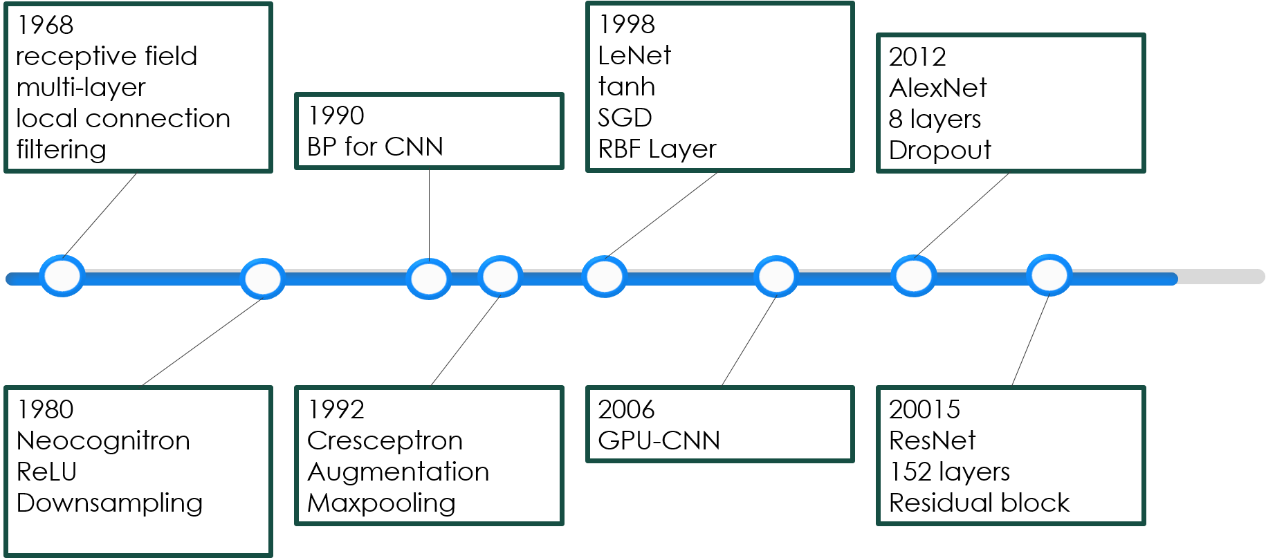 1968
receptive field
multi-layer
local connection
filtering
1990
BP for CNN
1998
LeNet
tanh
SGD
RBF Layer
2012
AlexNet
8 layers
Dropout
1980
Neocognitron
ReLU
Downsampling
1992
Cresceptron
Augmentation
Maxpooling
2006
GPU-CNN
20015
ResNet
152 layers
Residual block